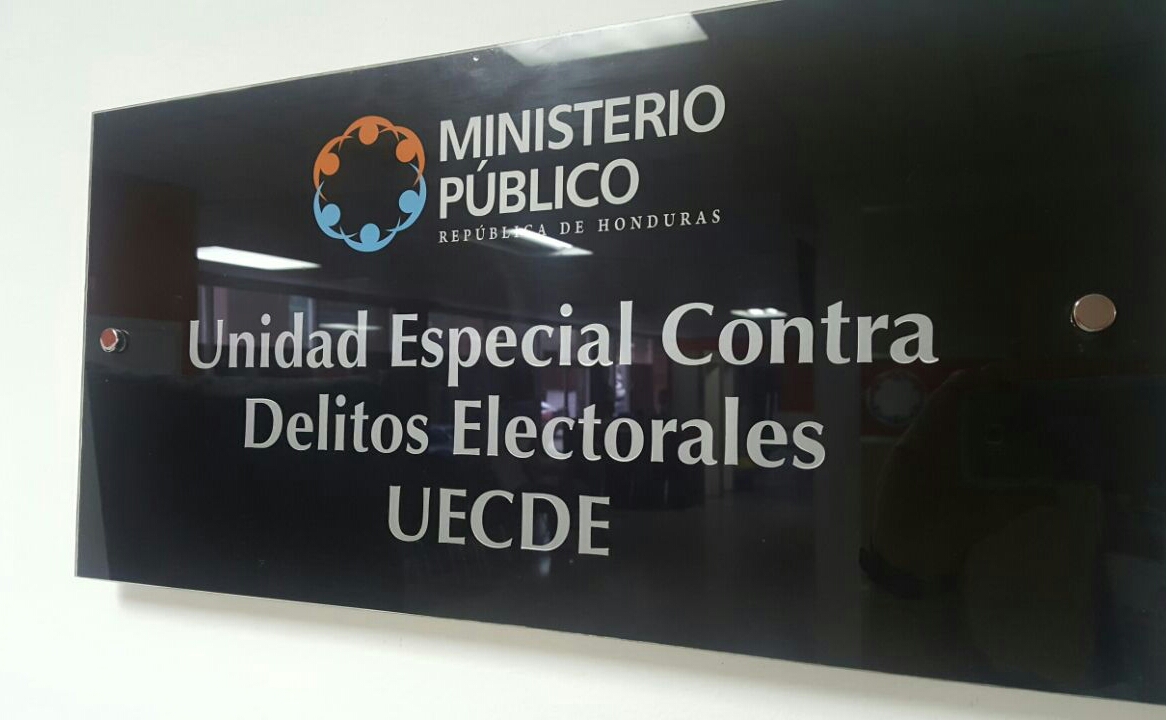 MINISTERIO
PÚBLICO
REPÚBLICA DE HONDURAS
Unidad Especial Contra
Delitos Electorales
UECDE